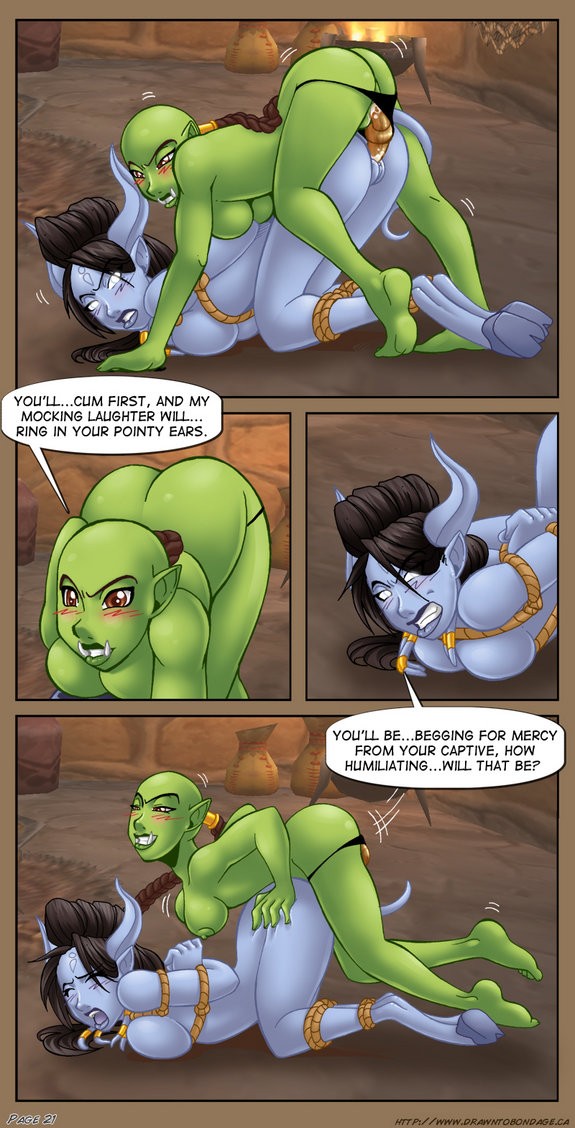 YOU'LL...CUM FIRST, AND MY
MOCKING LAUGHTER WILL...
RING IN YOUR POINTY EARS.
YOU'LL BE...BEGGING FOR MERCY
FROM YOUR CAPTIVE, HOW
HUMILIATING...WILL THAT BE?
PAGE 21
HTTP://WWW.DRAWNTOBONDAGE.CA